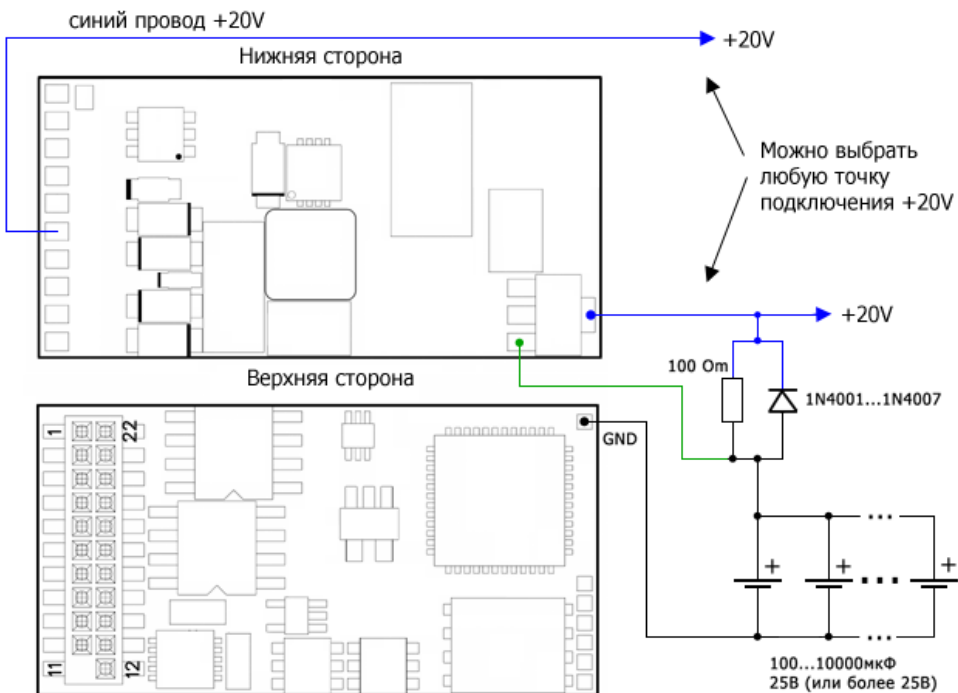 синий провод +20V
+20V
Нижняя сторона
Можно выбрать
любую точку
подключения +20V
+20V
100 Om
1N4001...1N4007
Верхняя сторона
1
22
GND
11
12
+
+
+
100...10000мкФ
25В (или более 25В)